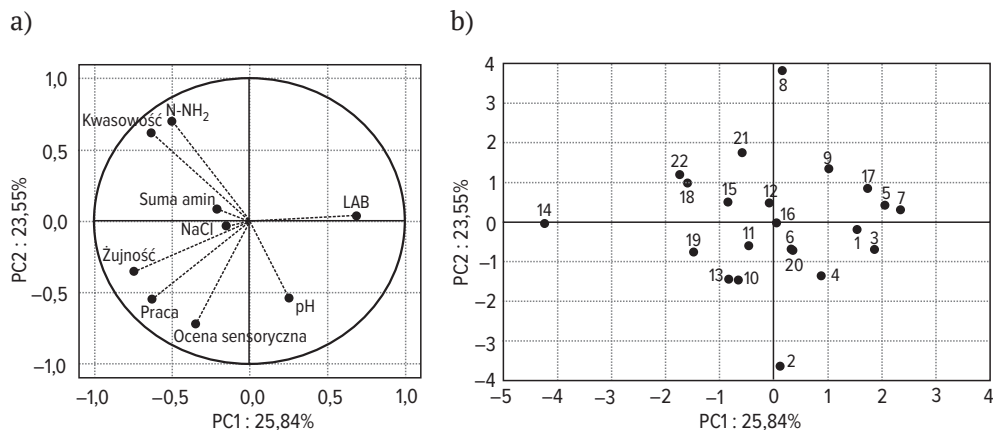 a)
1,0
0,5
0,0
–0,5
–1,0
PC2 : 23,55%
Kwasowość
N-NH2
Suma amin
LAB
NaCl
Żujność
Praca
pH
Ocena sensoryczna
–1,0 –0,5 0,0 0,5 1,0
PC1 : 25,84%
b)
4
3
2
1
0
–1
–2
–3
–4
PC2 : 23,55%
8
21
9
22
18
17
15
12
5
7
14
16
1
11
3
19
6
20
13
10
4
2
–5 –4 –3 –2 –1 0 1 2 3 4
PC1 : 25,84%